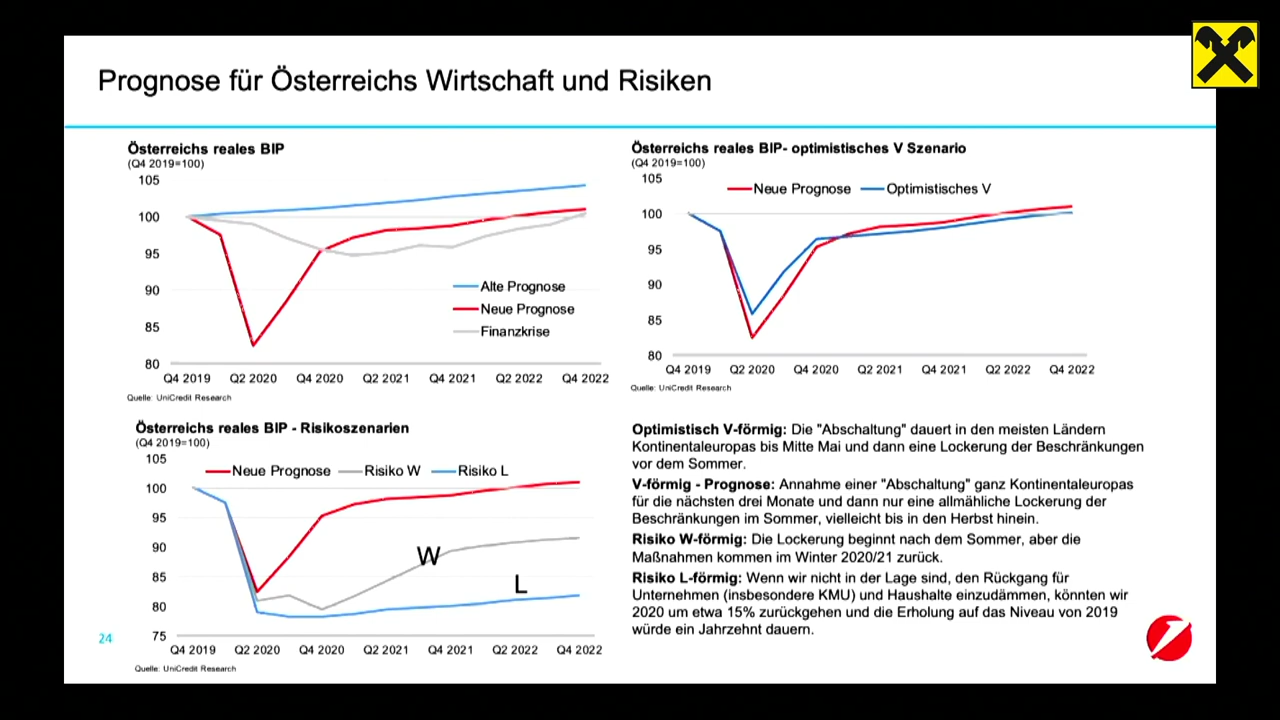 Prognose für Österreichs Wirtschaft und Risiken
Österreichs reales BIP
(Q4 2019=100)
105
100
95
90
85
80
Alte Prognose
Neue Prognose
Finanzkrise
Q4 2019 Q2 2020 Q4 2020 Q2 2021 Q4 2021 Q2 2022 Q4 2022
Quelle: UniCredit Research
Österreichs reales BIP- optimistisches V Szenario
(Q4 2019=100)
105
100
95
90
85
80
Neue Prognose Optimistisches V
Q4 2019 Q2 2020 Q4 2020 Q2 2021 Q4 2021 Q2 2022 Q4 2022
Quelle: UniCredit Research
Österreichs reales BIP - Risikoszenarien
(Q4 2019=100)
105
100
95
90
85
80
75
Neue Prognose Risiko W Risiko L
W
L
Q4 2019 Q2 2020 Q4 2020 Q2 2021 Q4 2021 Q2 2022 Q4 2022
Quelle: UniCredit Research
Optimistisch V-förmig: Die "Abschaltung" dauert in den meisten Ländern
Kontinentaleuropas bis Mitte Mai und dann eine Lockerung der Beschränkungen
vor dem Sommer.
V-förmig - Prognose: Annahme einer "Abschaltung" ganz Kontinentaleuropas
für die nächsten drei Monate und dann nur eine allmähliche Lockerung der
Beschränkungen im Sommer, vielleicht bis in den Herbst hinein.
Risiko W-förmig: Die Lockerung beginnt nach dem Sommer, aber die
Maßnahmen kommen im Winter 2020/21 zurück.
Risiko L-förmig: Wenn wir nicht in der Lage sind, den Rückgang für
Unternehmen (insbesondere KMU) und Haushalte einzudämmen, könnten wir
2020 um etwa 15% zurückgehen und die Erholung auf das Niveau von 2019
würde ein Jahrzehnt dauern.
24